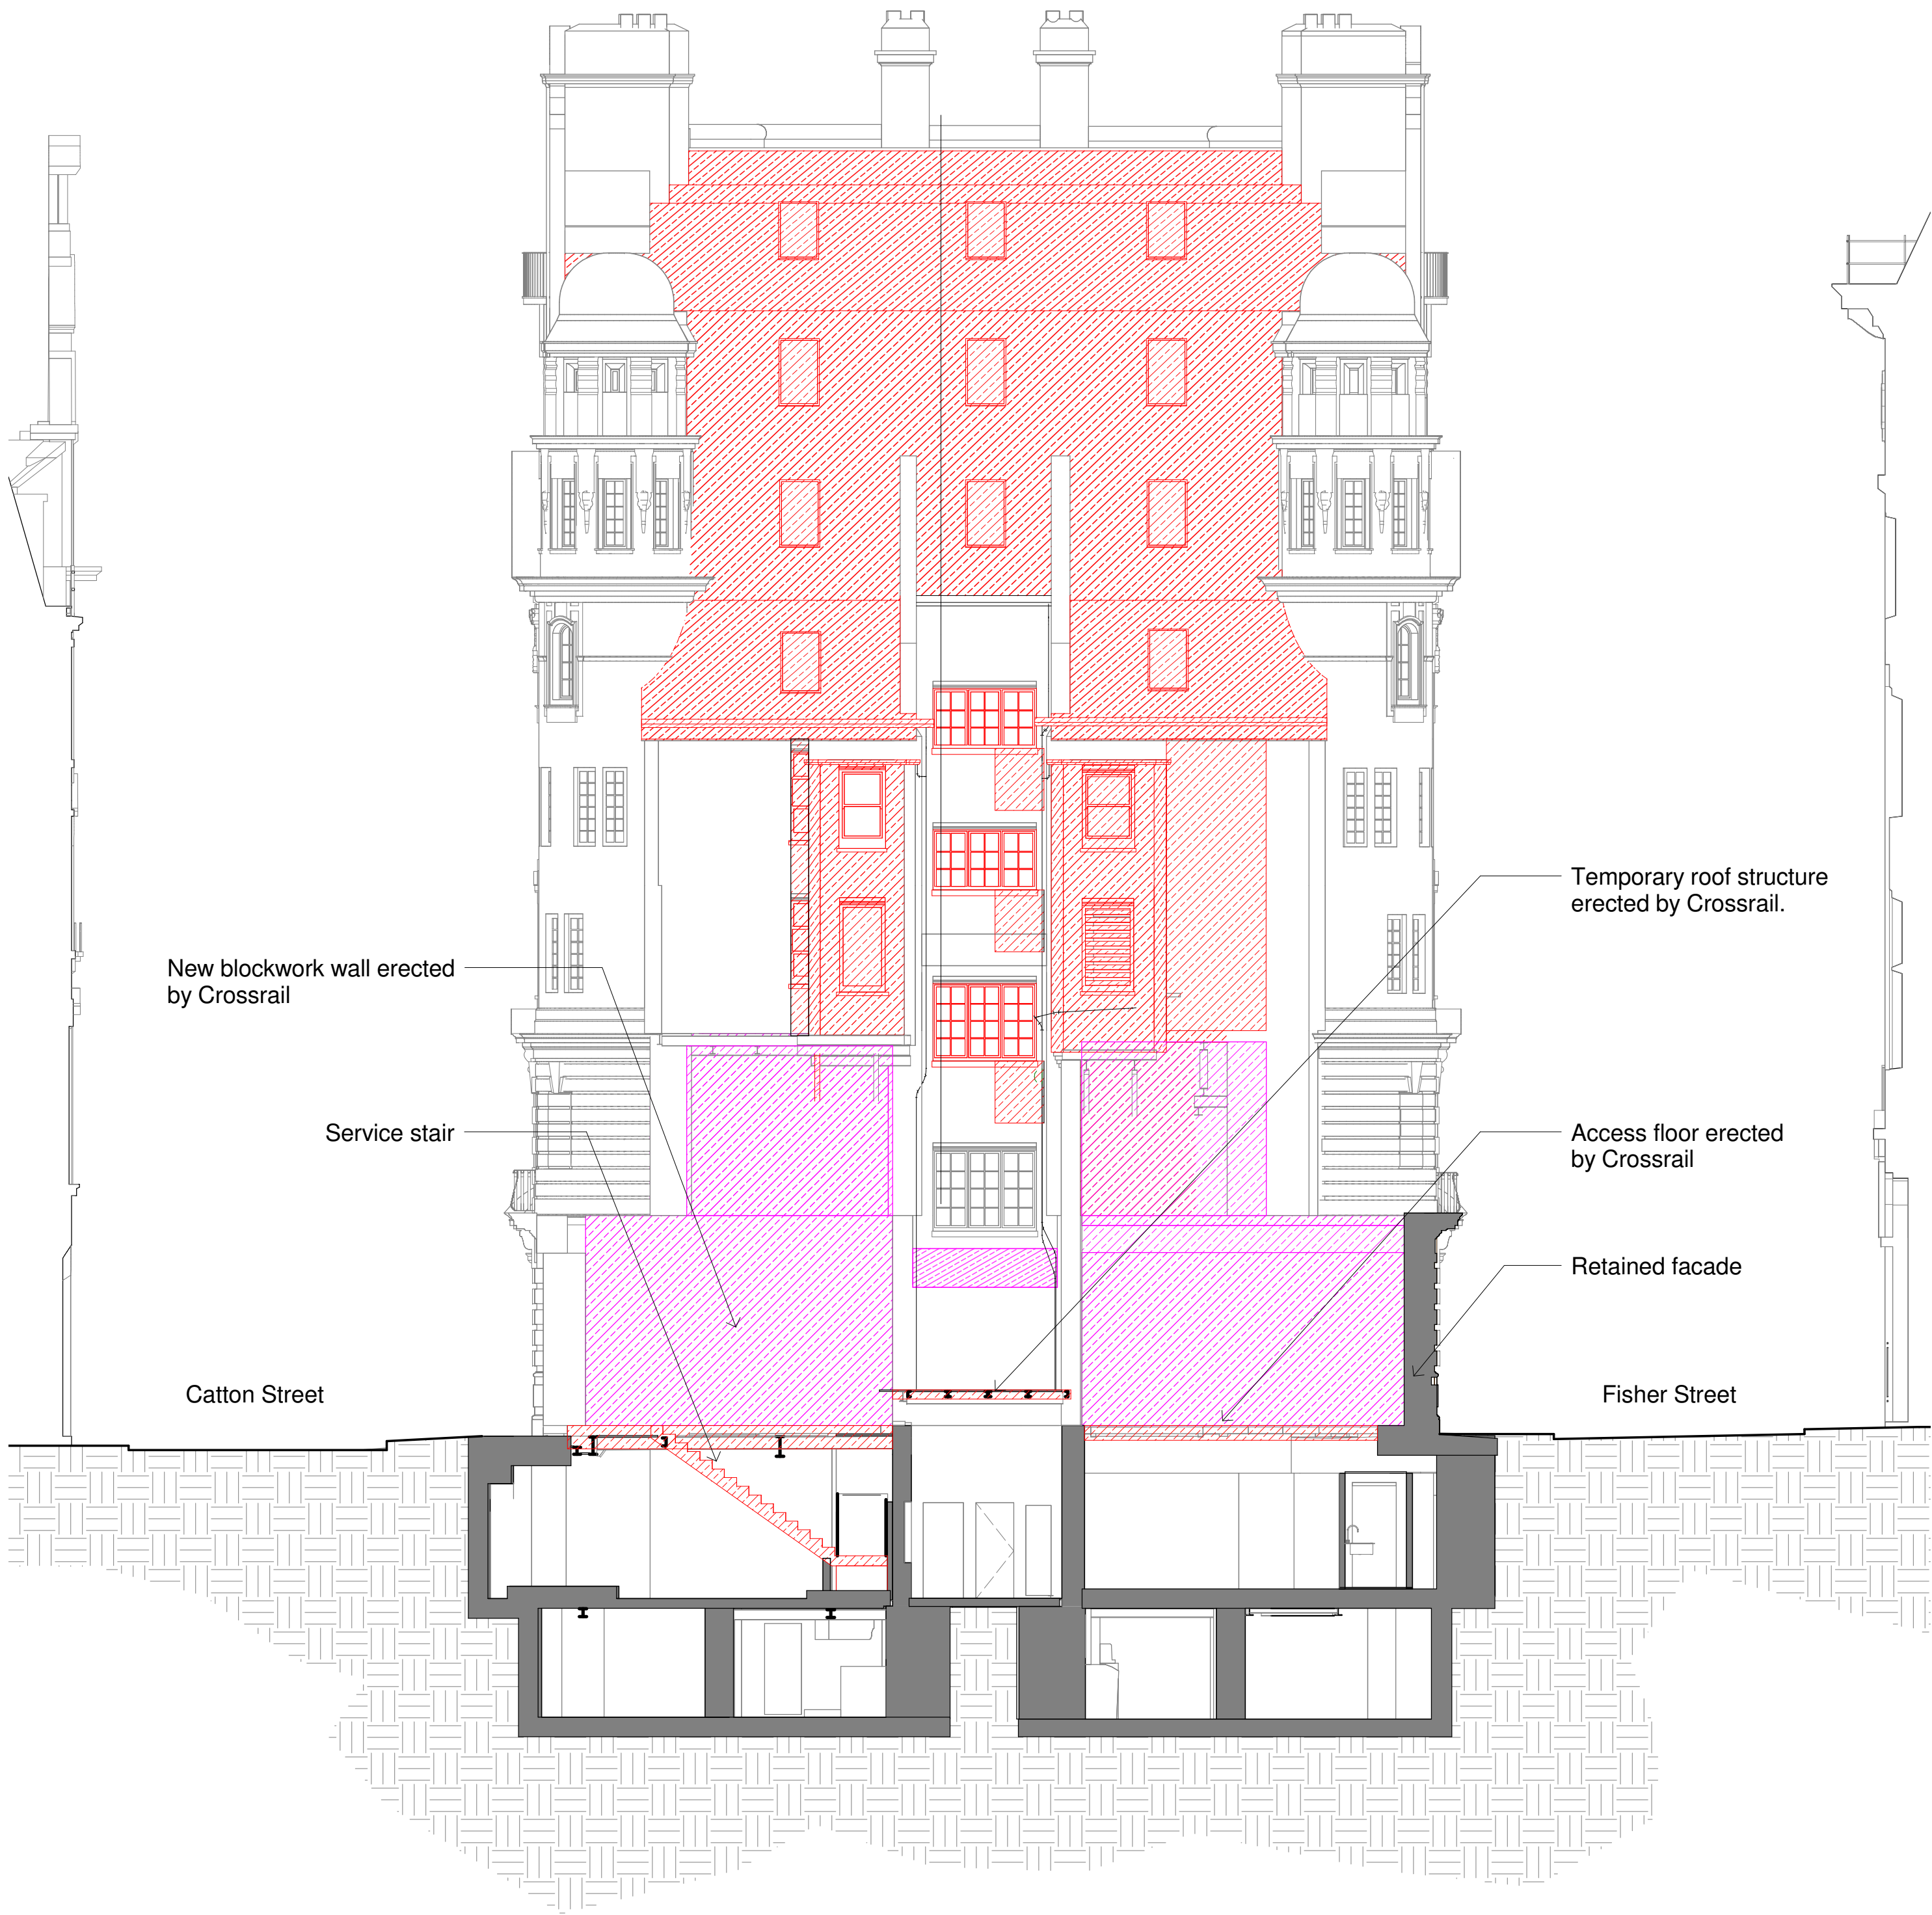 Temporary roof structure
erected by Crossrail.
New blockwork wall erected
by Crossrail
Service stair
Access floor erected
by Crossrail
Retained facade
Catton Street
Fisher Street